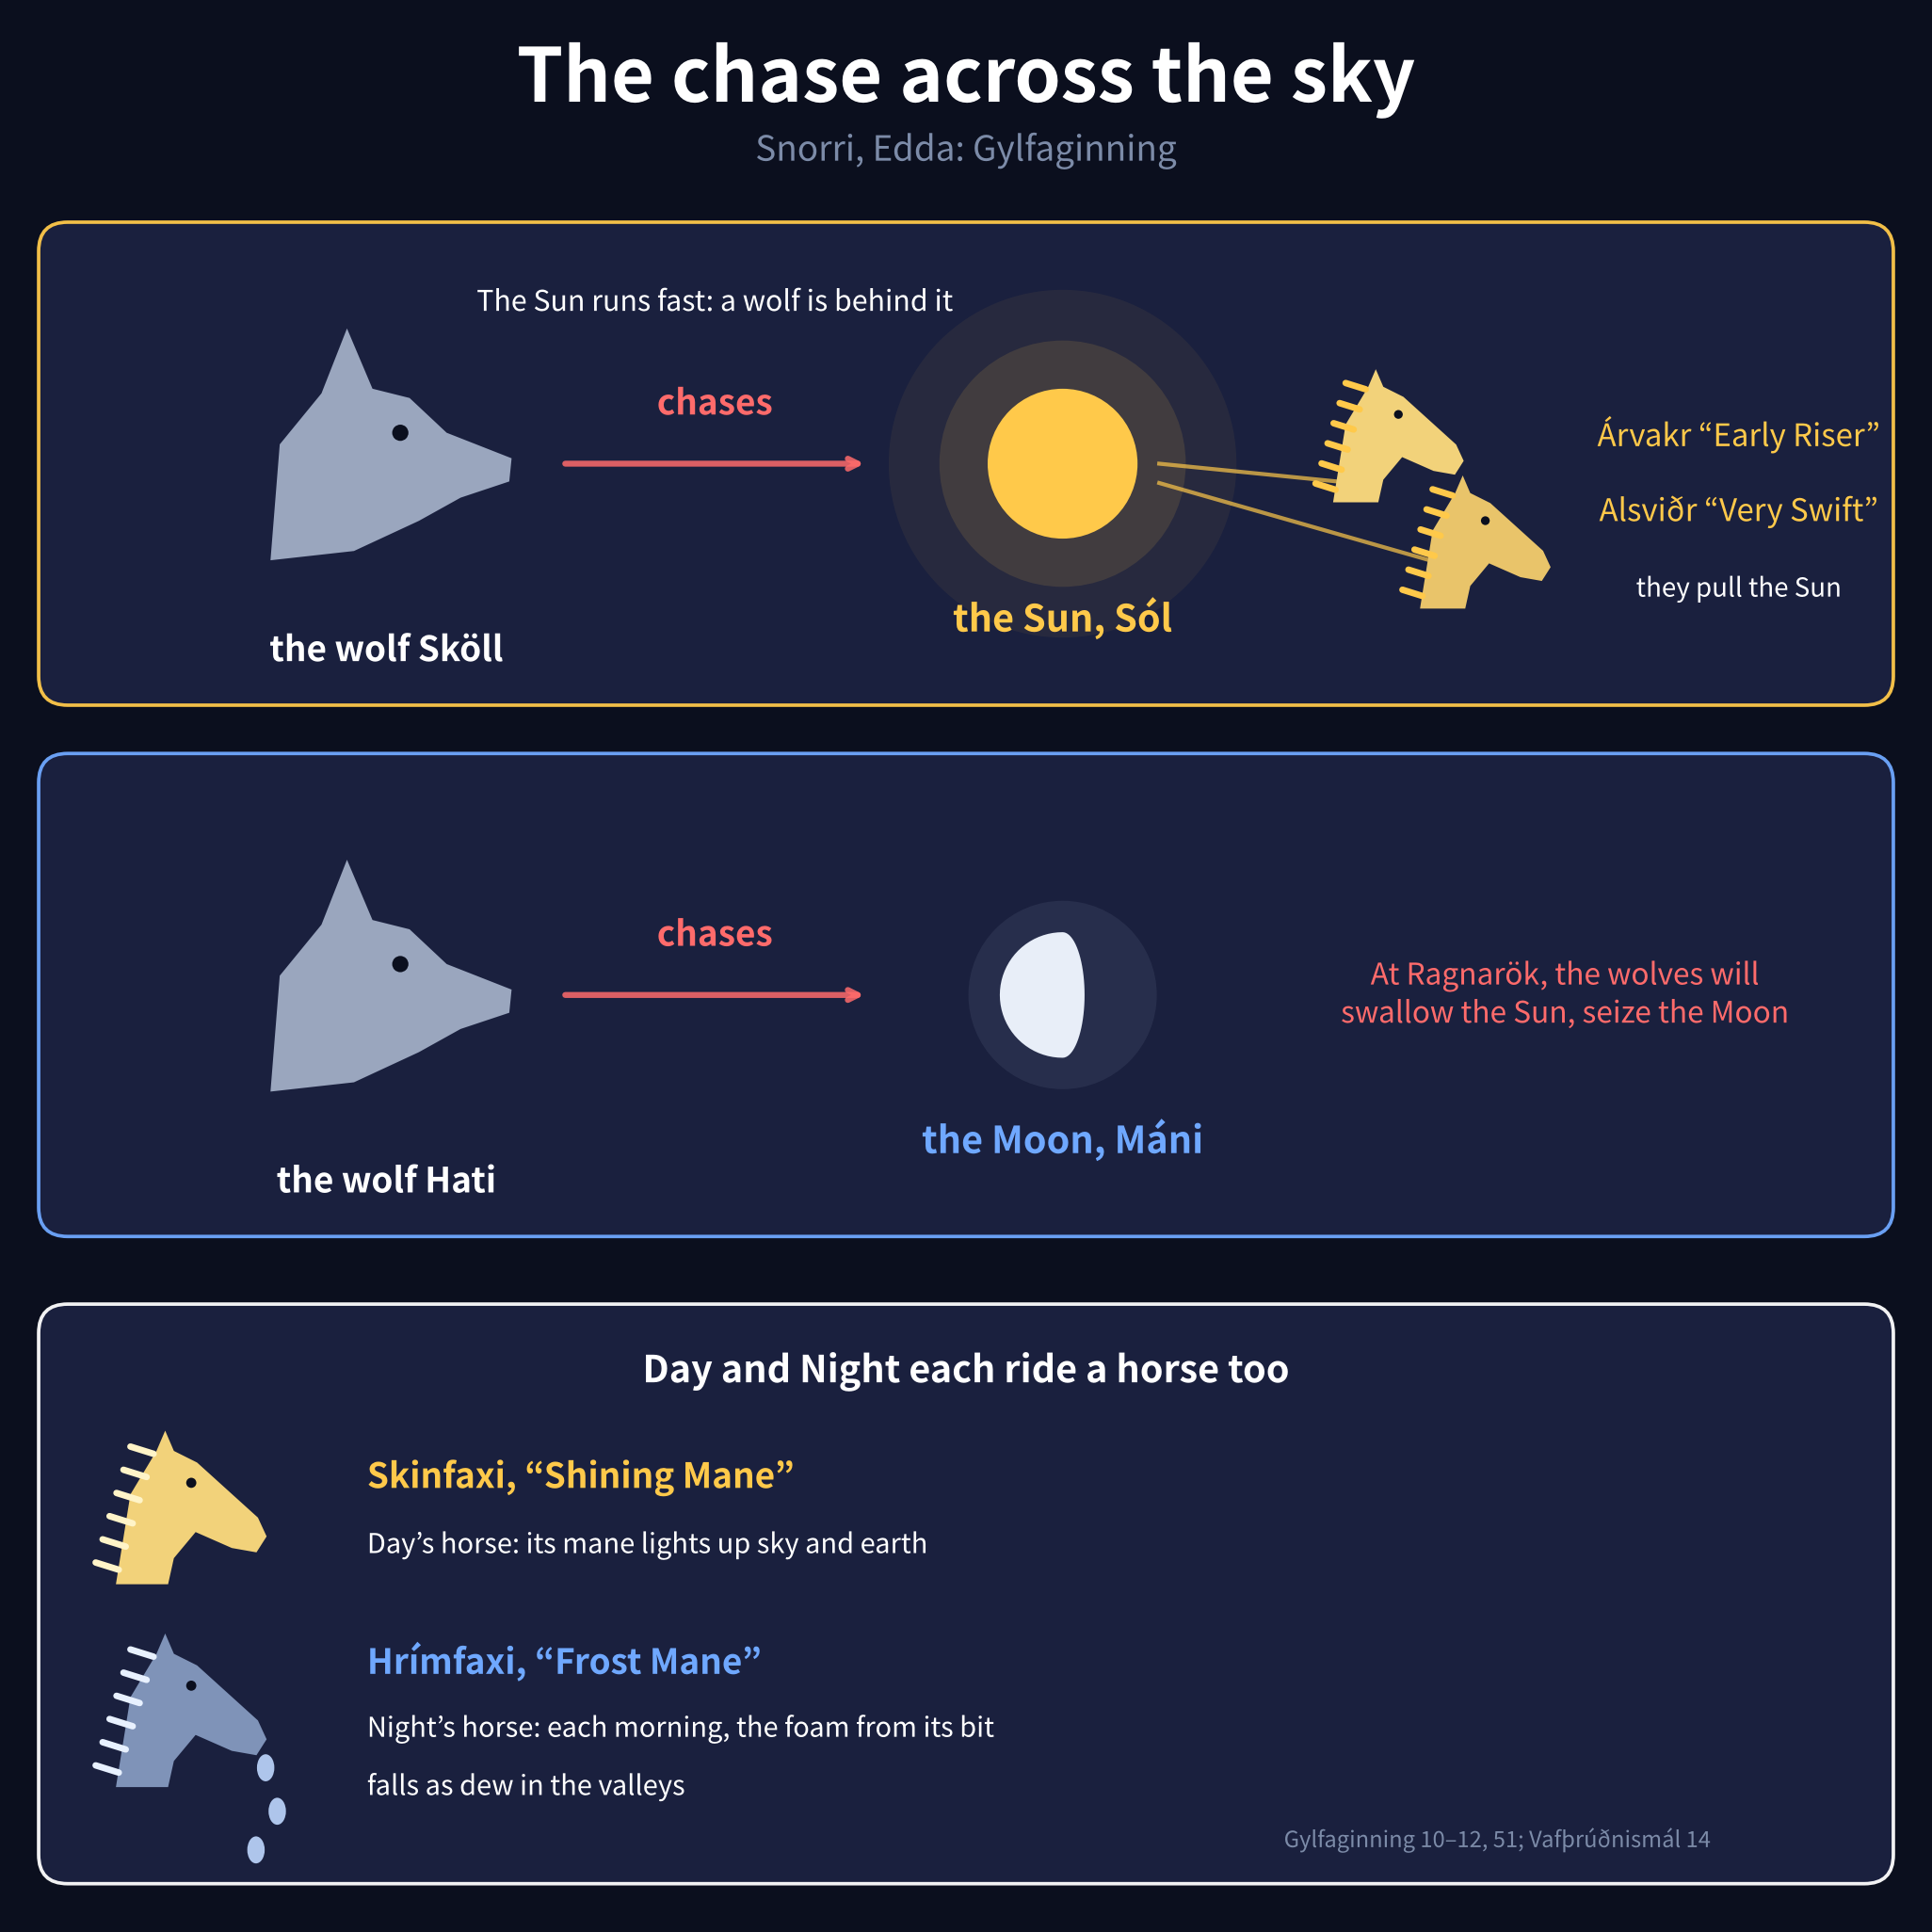 The chase across the sky
Snorri, Edda: Gylfaginning
The Sun runs fast: a wolf is behind it
chases
the wolf Sköll
the Sun, Sól
Árvakr “Early Riser”
Alsviðr “Very Swift”
they pull the Sun
chases
the wolf Hati
the Moon, Máni
At Ragnarök, the wolves will
swallow the Sun, seize the Moon
Day and Night each ride a horse too
Skinfaxi, “Shining Mane”
Day’s horse: its mane lights up sky and earth
Hrímfaxi, “Frost Mane”
Night’s horse: each morning, the foam from its bit
falls as dew in the valleys
Gylfaginning 10–12, 51; Vafþrúðnismál 14